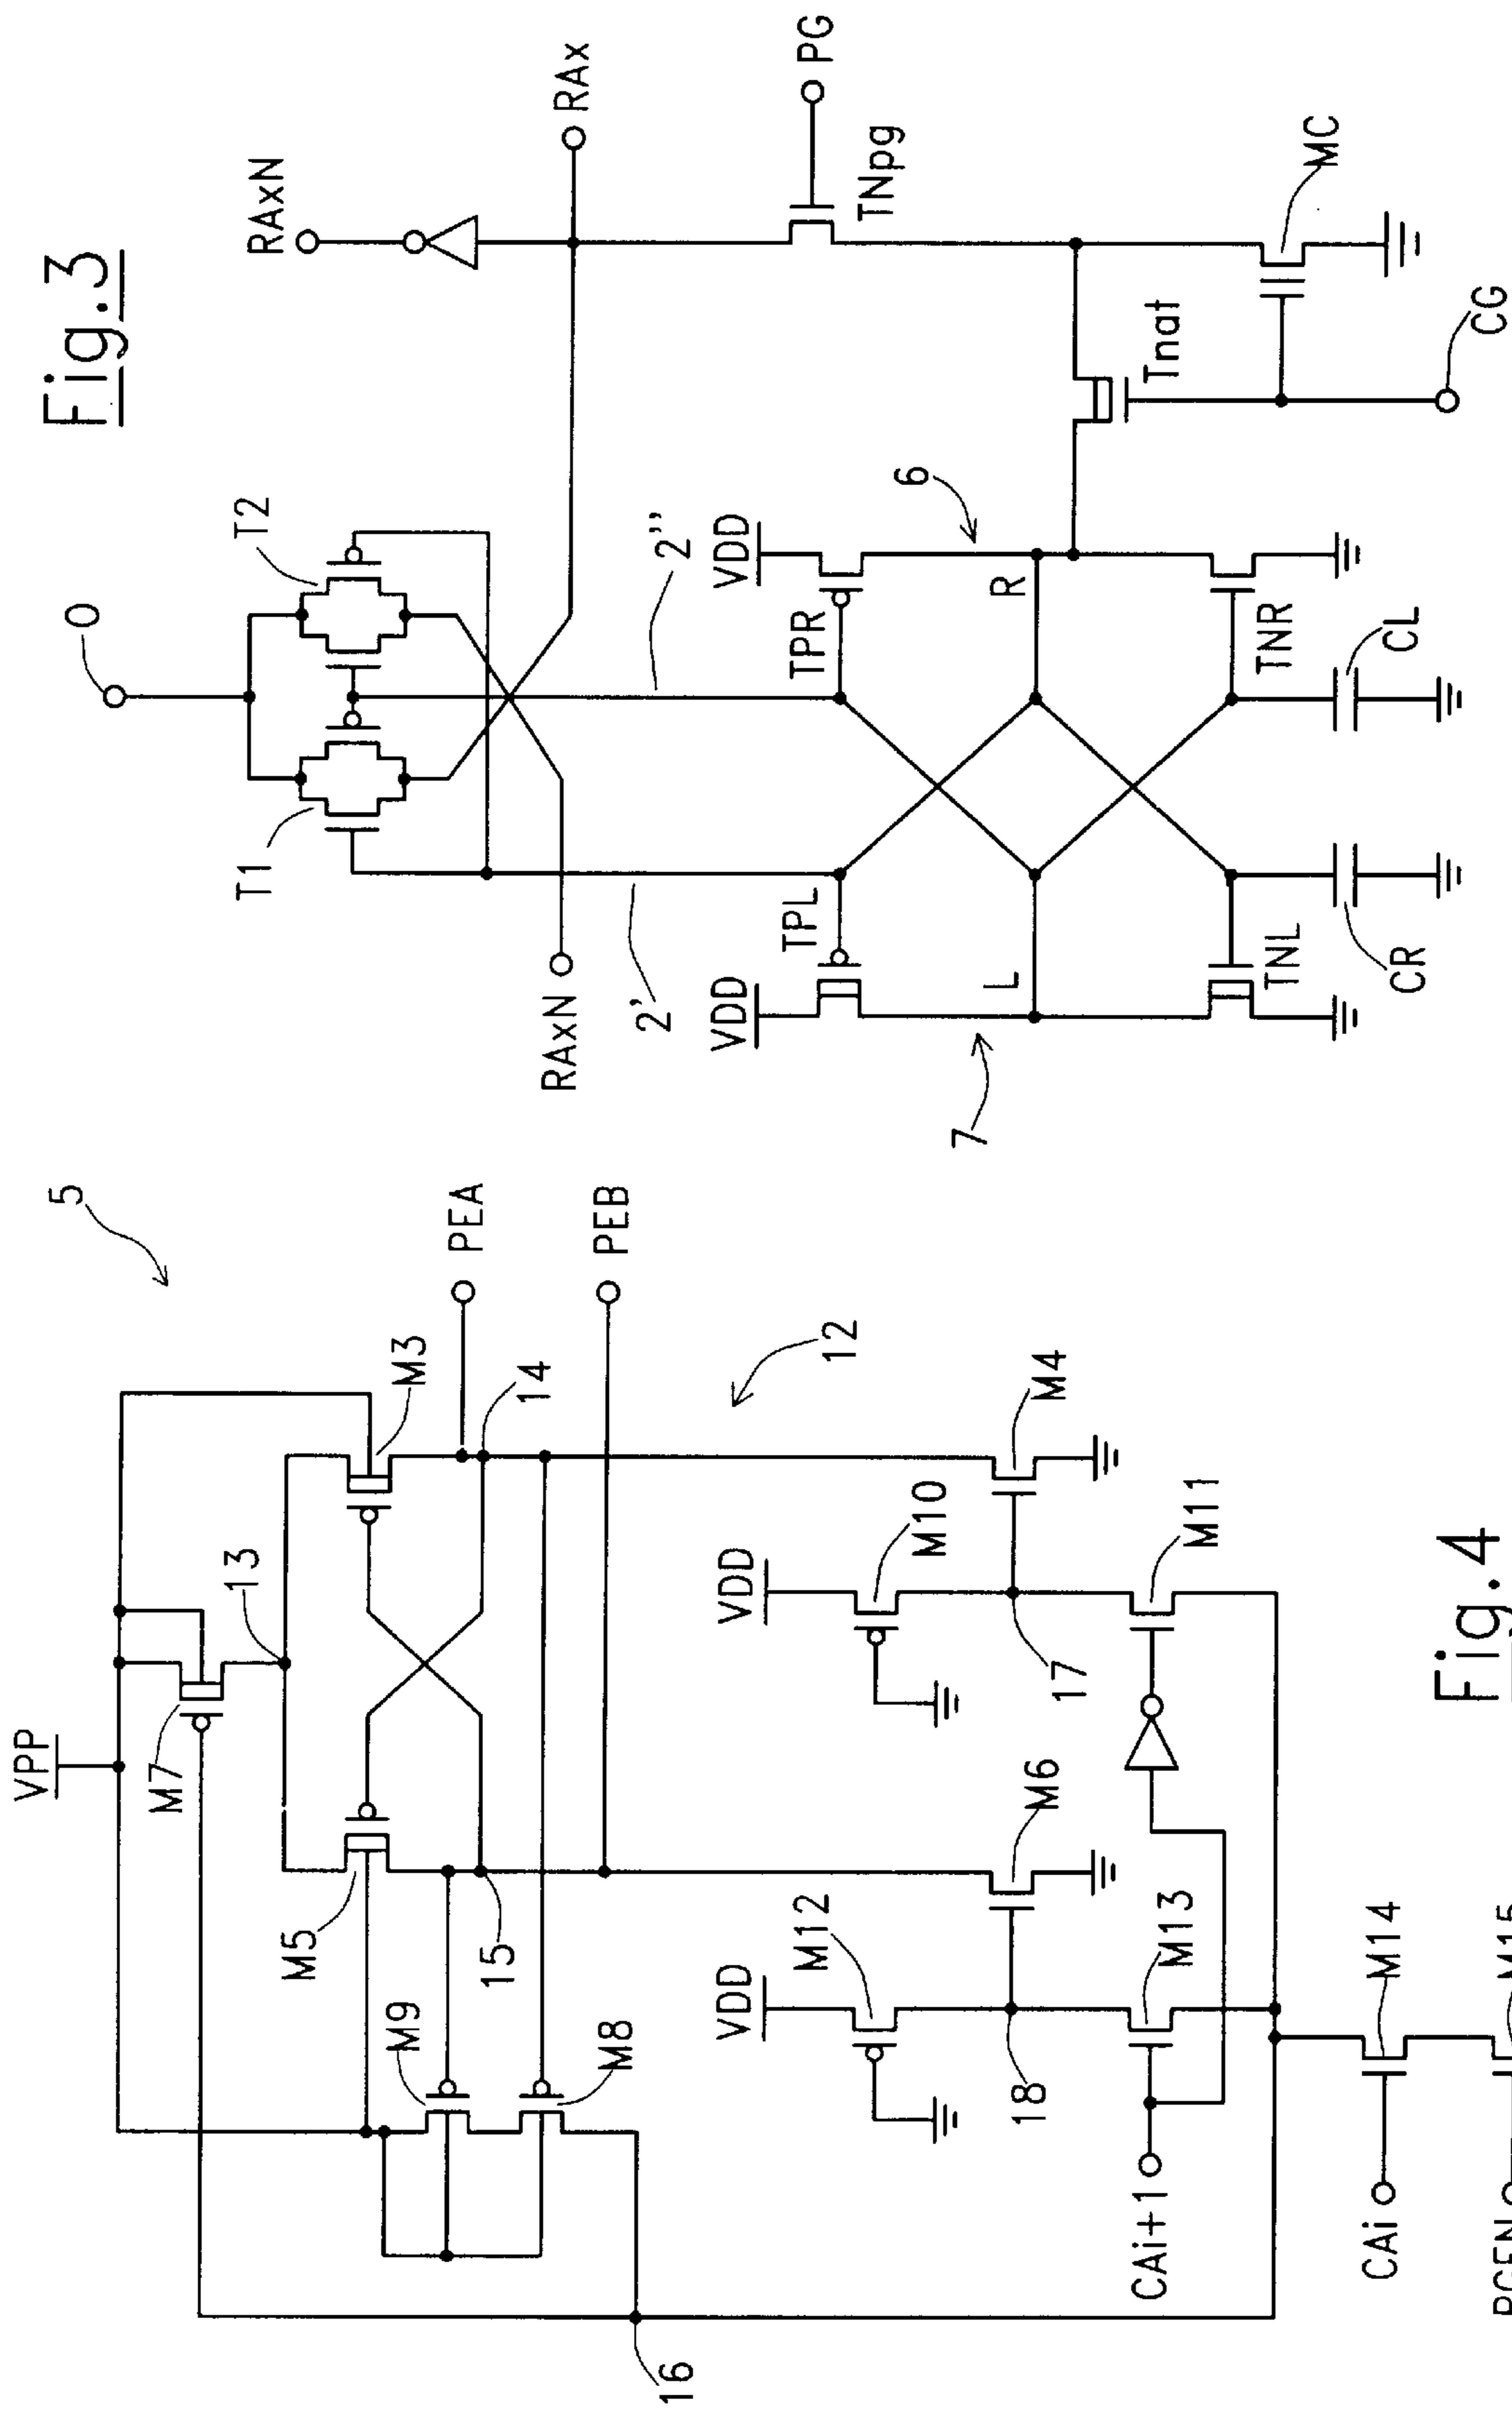 Fig.3
O
T1
T2
RAxN
RAx
RAxN
2'
2"
PG
TNpg
VDD
VDD
TPL
TPR
6
7
L
R
Tnat
MC
TNL
TNR
CR
CL
CG
5
VPP
M7
13
M3
M5
14
15
PEA
PEB
M9
M8
12
16
VDD
VDD
M12
M10
M6
M4
18
17
M13
M11
CAi+1
CAi
M14
M15
Fig.4